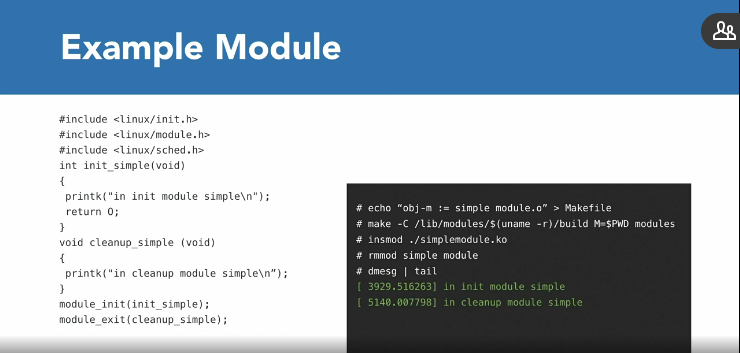 Example Module
#include <linux/init.h>
#include <linux/module.h>
#include <linux/sched.h>
int init_simple(void)
{
printk("in init module simple\n");
return O;
}
void cleanup_simple (void)
{
printk("in cleanup module simple\n”);
}
module_init(init_simple);
module_exit(cleanup_simple);
# echo “obj-m := simple module.o” > Makefile
# make -C /lib/modules/$(uname -r)/build M=$PWD modules
# insmod ./simplemodule.ko
# rmmod simple module
# dmesg | tail
[ 3929.516263] in init module simple
[ 5140.007798] in cleanup module simple